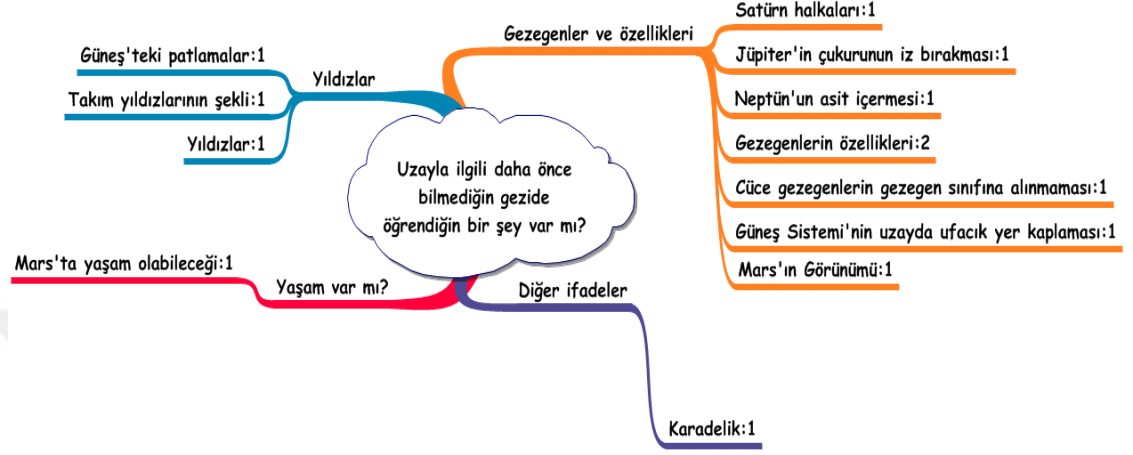 Uzayla ilgili daha önce
bilmediğin gezide
öğrendiğin bir şey var mı?
Gezegenler ve özellikleri
Satürn halkaları:1
Jüpiter'in çukurunun iz bırakması:1
Neptün'un asit içermesi:1
Gezegenlerin özellikleri:2
Cüce gezegenlerin gezegen sınıfına alınmaması:1
Güneş Sistemi'nin uzayda ufacık yer kaplaması:1
Mars'ın Görünümü:1
Yıldızlar
Güneş'teki patlamalar:1
Takım yıldızlarının şekli:1
Yıldızlar:1
Yaşam var mı?
Mars'ta yaşam olabileceği:1
Diğer ifadeler
Karadelik:1